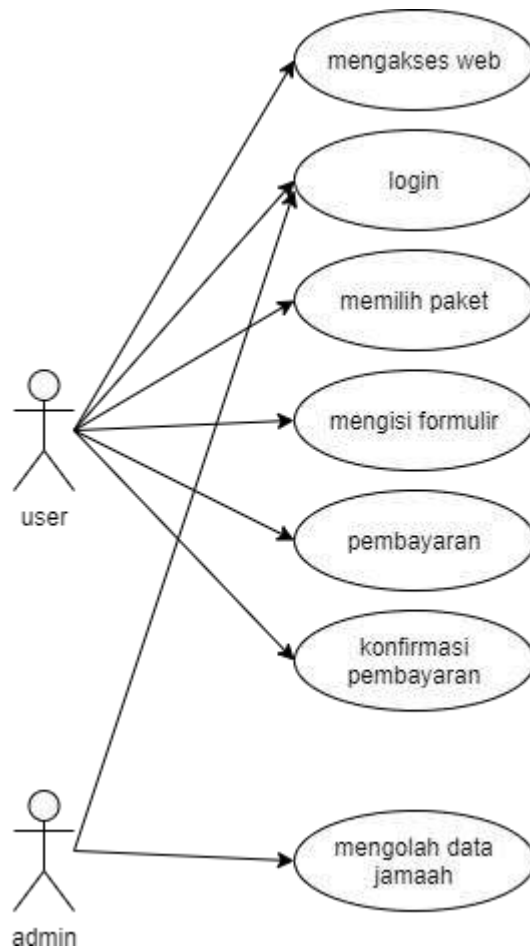 mengakses web
login
memilih paket
mengisi formulir
user
pembayaran
konfirmasi
pembayaran
mengolah data
jamaah
admin